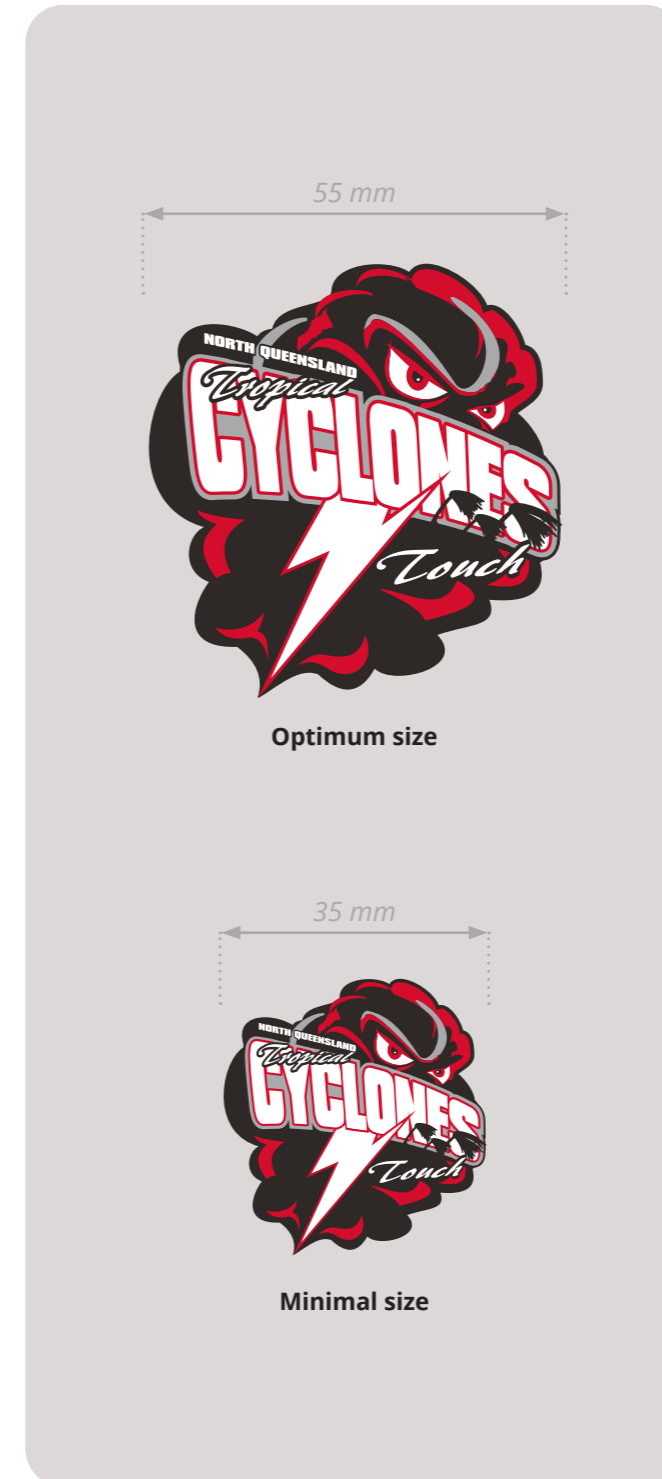 55 mm
NORTH QUEENSLAND
Tropical
CYCLONES
Touch
Optimum size
35 mm
NORTH QUEENSLAND
Tropical
CYCLONES
Touch
Minimal size